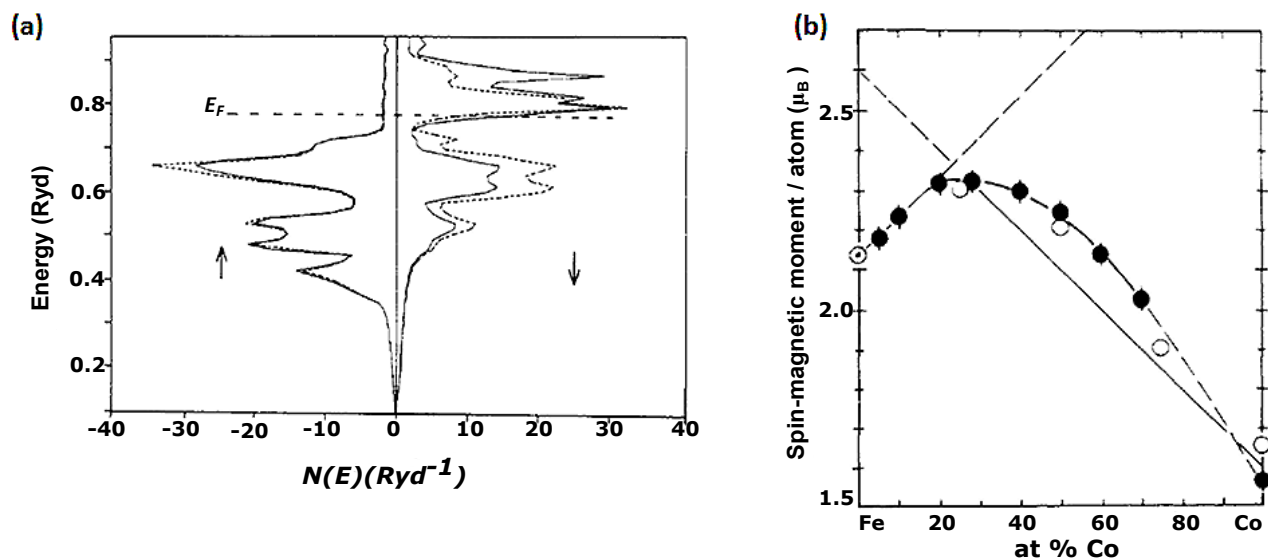 (a)
Energy (Ryd)
0.8
0.6
0.4
0.2
E_F
-40
-30
-20
-10
0
10
20
30
40
N(E)(Ryd^-1)
(b)
Spin-magnetic moment / atom (μ_B)
2.5
2.0
1.5
Fe
20
40
60
80
Co
at % Co